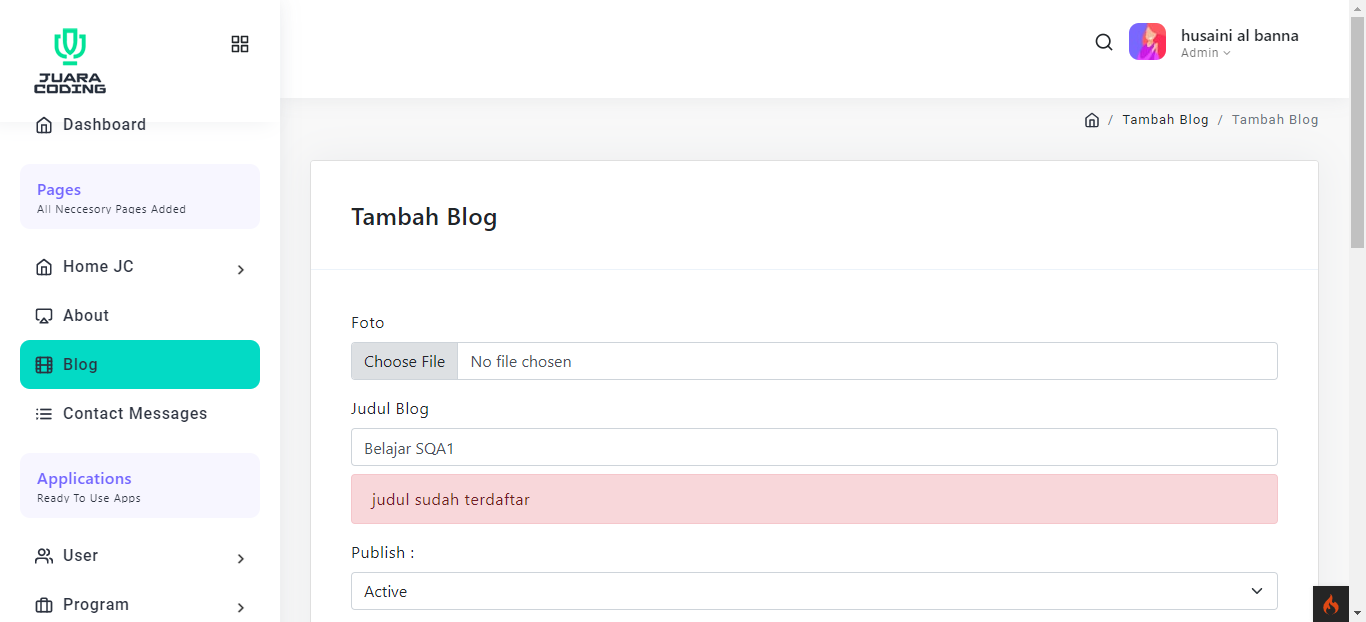 JUARA
CODING
Dashboard
Pages
All Neccesory Pages Added
Home JC
About
Blog
Contact Messages
Applications
Ready To Use Apps
User
Program
husaini al banna
Admin
/ Tambah Blog / Tambah Blog
Tambah Blog
Foto
Choose File No file chosen
Judul Blog
Belajar SQA1
judul sudah terdaftar
Publish :
Active